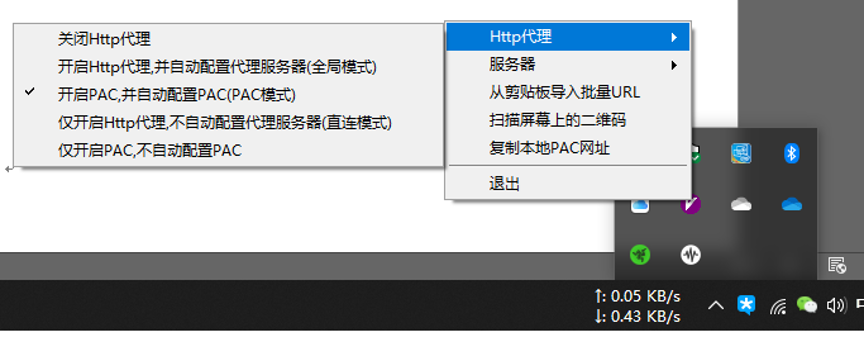 关闭Http代理
开启Http代理,并自动配置代理服务器(全局模式)
开启PAC,并自动配置PAC(PAC模式)
仅开启Http代理,不自动配置代理服务器(直连模式)
仅开启PAC,不自动配置PAC
Http代理
服务器
从剪贴板导入批量URL
扫描屏幕上的二维码
复制本地PAC网址
退出
↑: 0.05 KB/s
↓: 0.43 KB/s